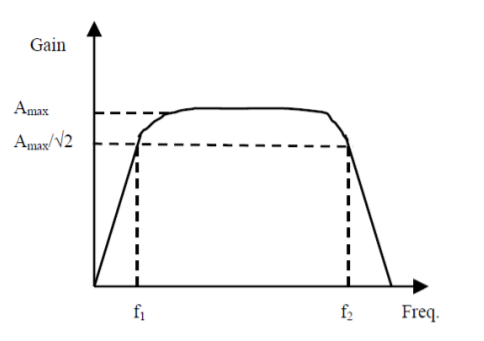 Gain
Aₘₐₓ
Aₘₐₓ/√2
f₁
f₂
Freq.